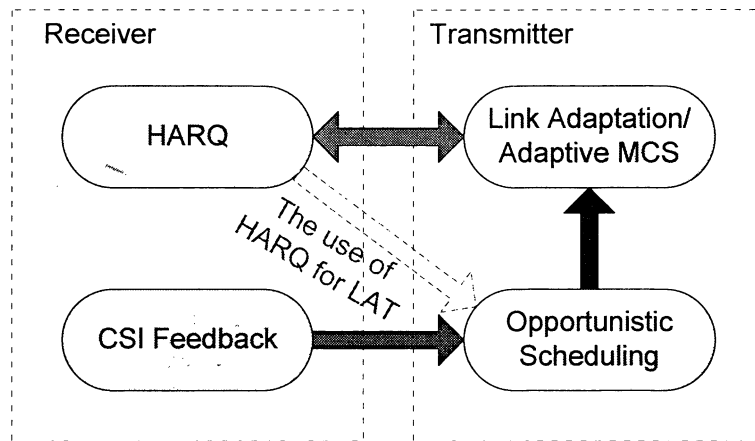 Receiver
Transmitter
HARQ
Link Adaptation/
Adaptive MCS
The use of
HARQ for LAT
CSI Feedback
Opportunistic
Scheduling